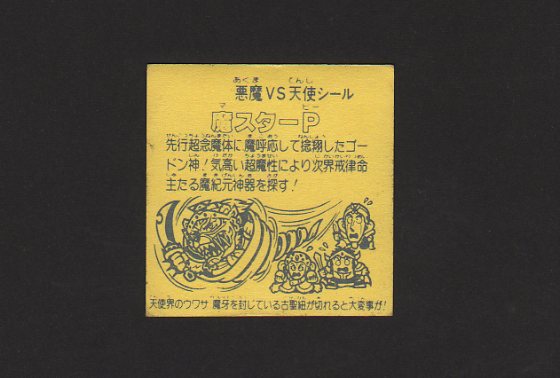 悪魔VS天使シール
魔スターP
先行超念魔体に魔呼応して捻翔したゴー
ドン神！気高い超魔性により次界戒律命
主たる魔紀元神器を探す！
天使界のウワサ 魔牙を封じている古聖紐が切れると大変事が！